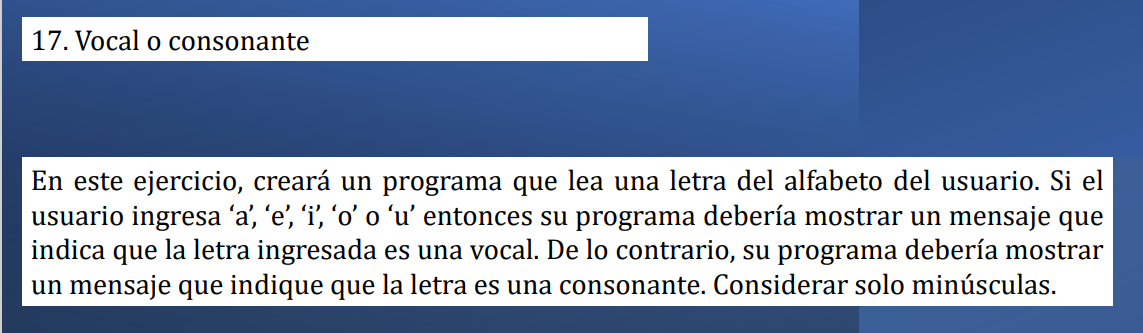 17. Vocal o consonante
En este ejercicio, creará un programa que lea una letra del alfabeto del usuario. Si el
usuario ingresa ‘a’, ‘e’, ‘i’, ‘o’ o ‘u’ entonces su programa debería mostrar un mensaje que
indica que la letra ingresada es una vocal. De lo contrario, su programa debería mostrar
un mensaje que indique que la letra es una consonante. Considerar solo minúsculas.